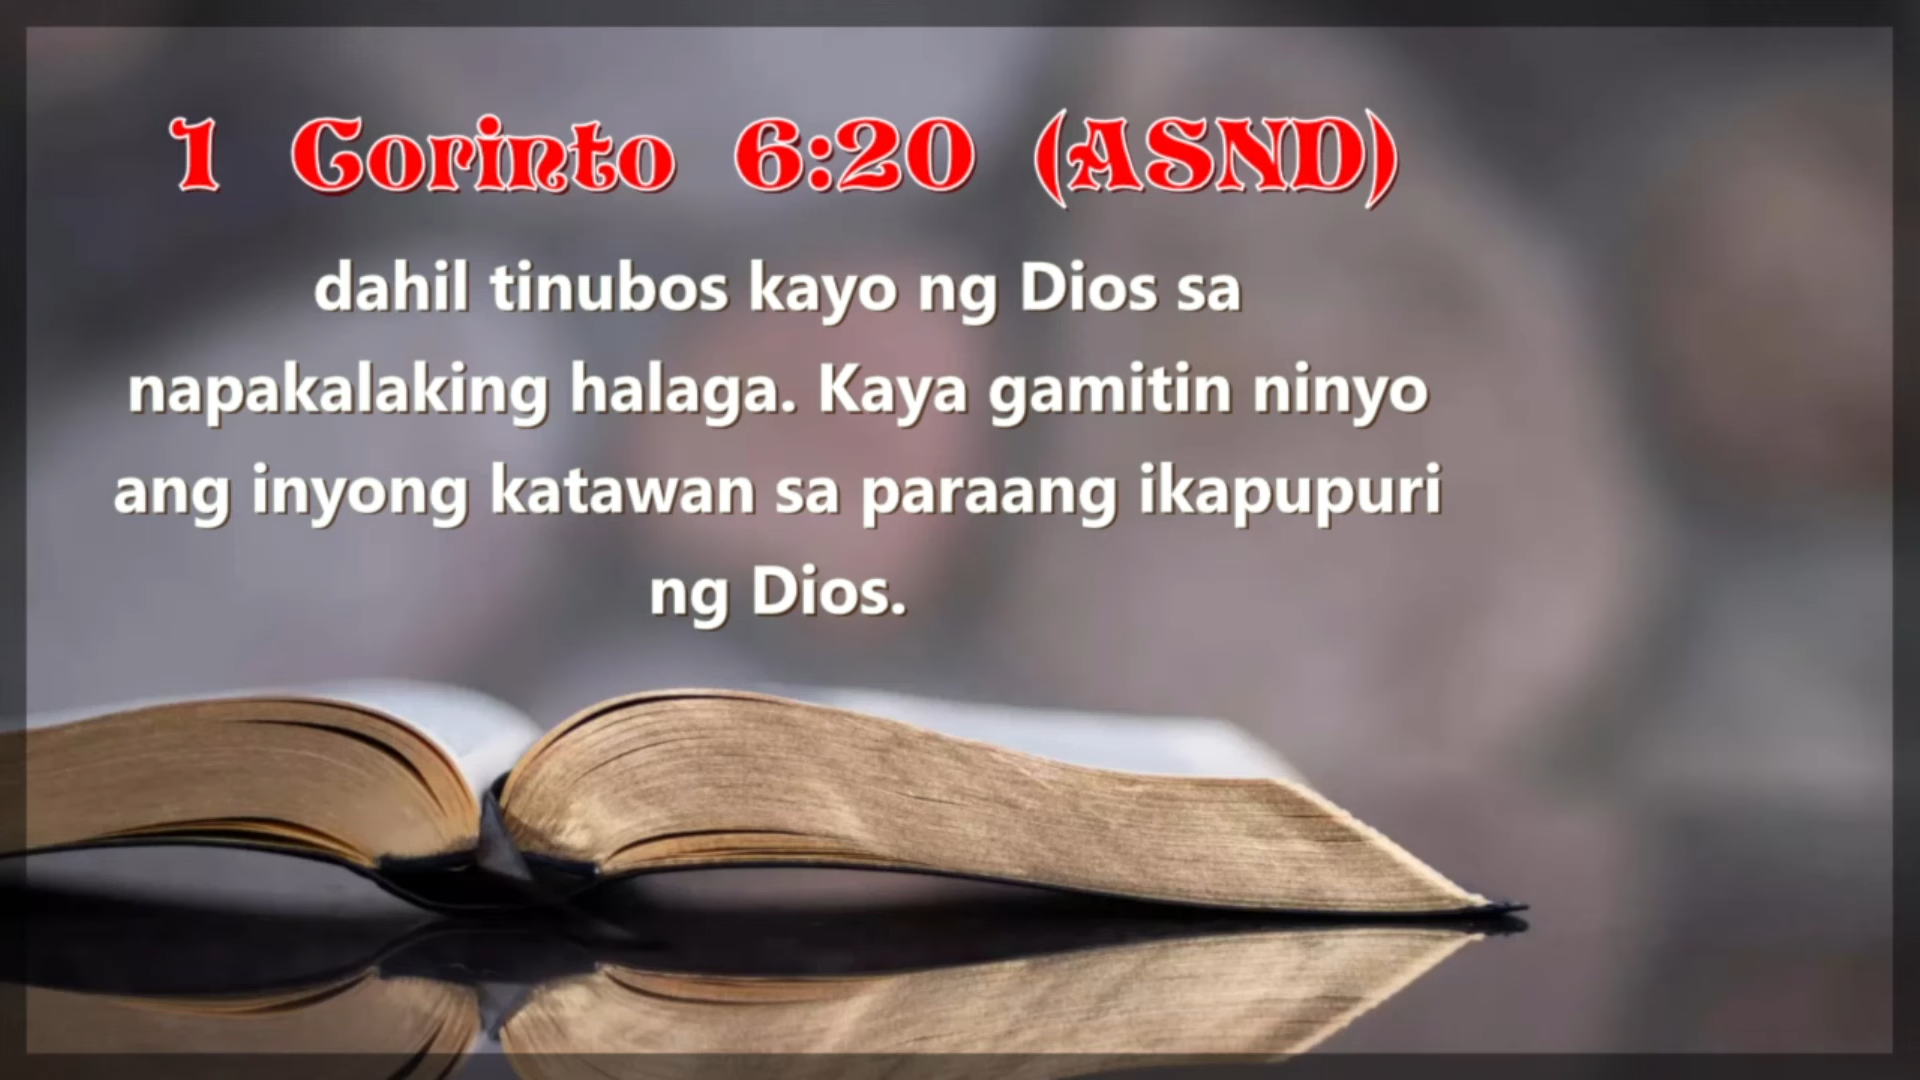 1 Corinto 6:20 (ASND)
dahil tinubos kayo ng Dios sa
napakalaking halaga. Kaya gamitin ninyo
ang inyong katawan sa paraang ikapupuri
ng Dios.